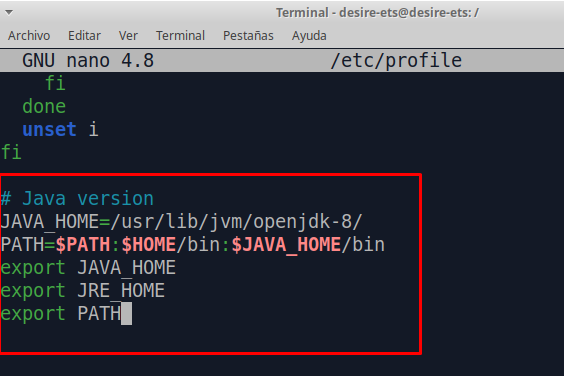 Terminal - desire-ets@desire-ets: /
Archivo Editar Ver Terminal Pestañas Ayuda
GNU nano 4.8 /etc/profile
fi
done
unset i
fi
# Java version
JAVA_HOME=/usr/lib/jvm/openjdk-8/
PATH=$PATH:$HOME/bin:$JAVA_HOME/bin
export JAVA_HOME
export JRE_HOME
export PATH